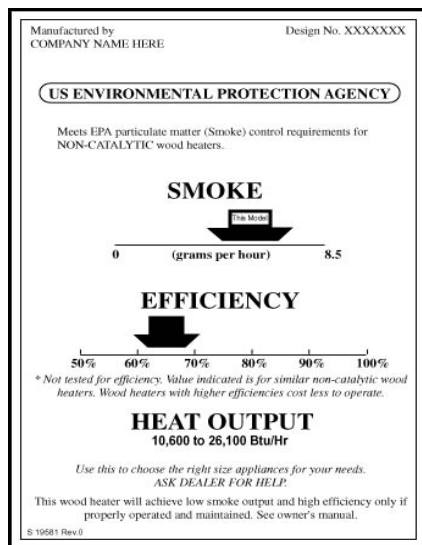 Manufactured by
Design No. XXXXXXX
COMPANY NAME HERE
US ENVIRONMENTAL PROTECTION AGENCY
Meets EPA particulate matter (Smoke) control requirements for
NON-CATALYTIC wood heaters.
SMOKE
This Model
0 (grams per hour) 8.5
EFFICIENCY
50% 60% 70% 80% 90% 100%
* Not tested for efficiency. Value indicated is for similar non-catalytic wood
heaters. Wood heaters with higher efficiencies cost less to operate.
HEAT OUTPUT
10,600 to 26,100 Btu/Hr
Use this to choose the right size appliances for your needs.
ASK DEALER FOR HELP.
This wood heater will achieve low smoke output and high efficiency only if
properly operated and maintained. See owner's manual.
S 19581 Rev.0